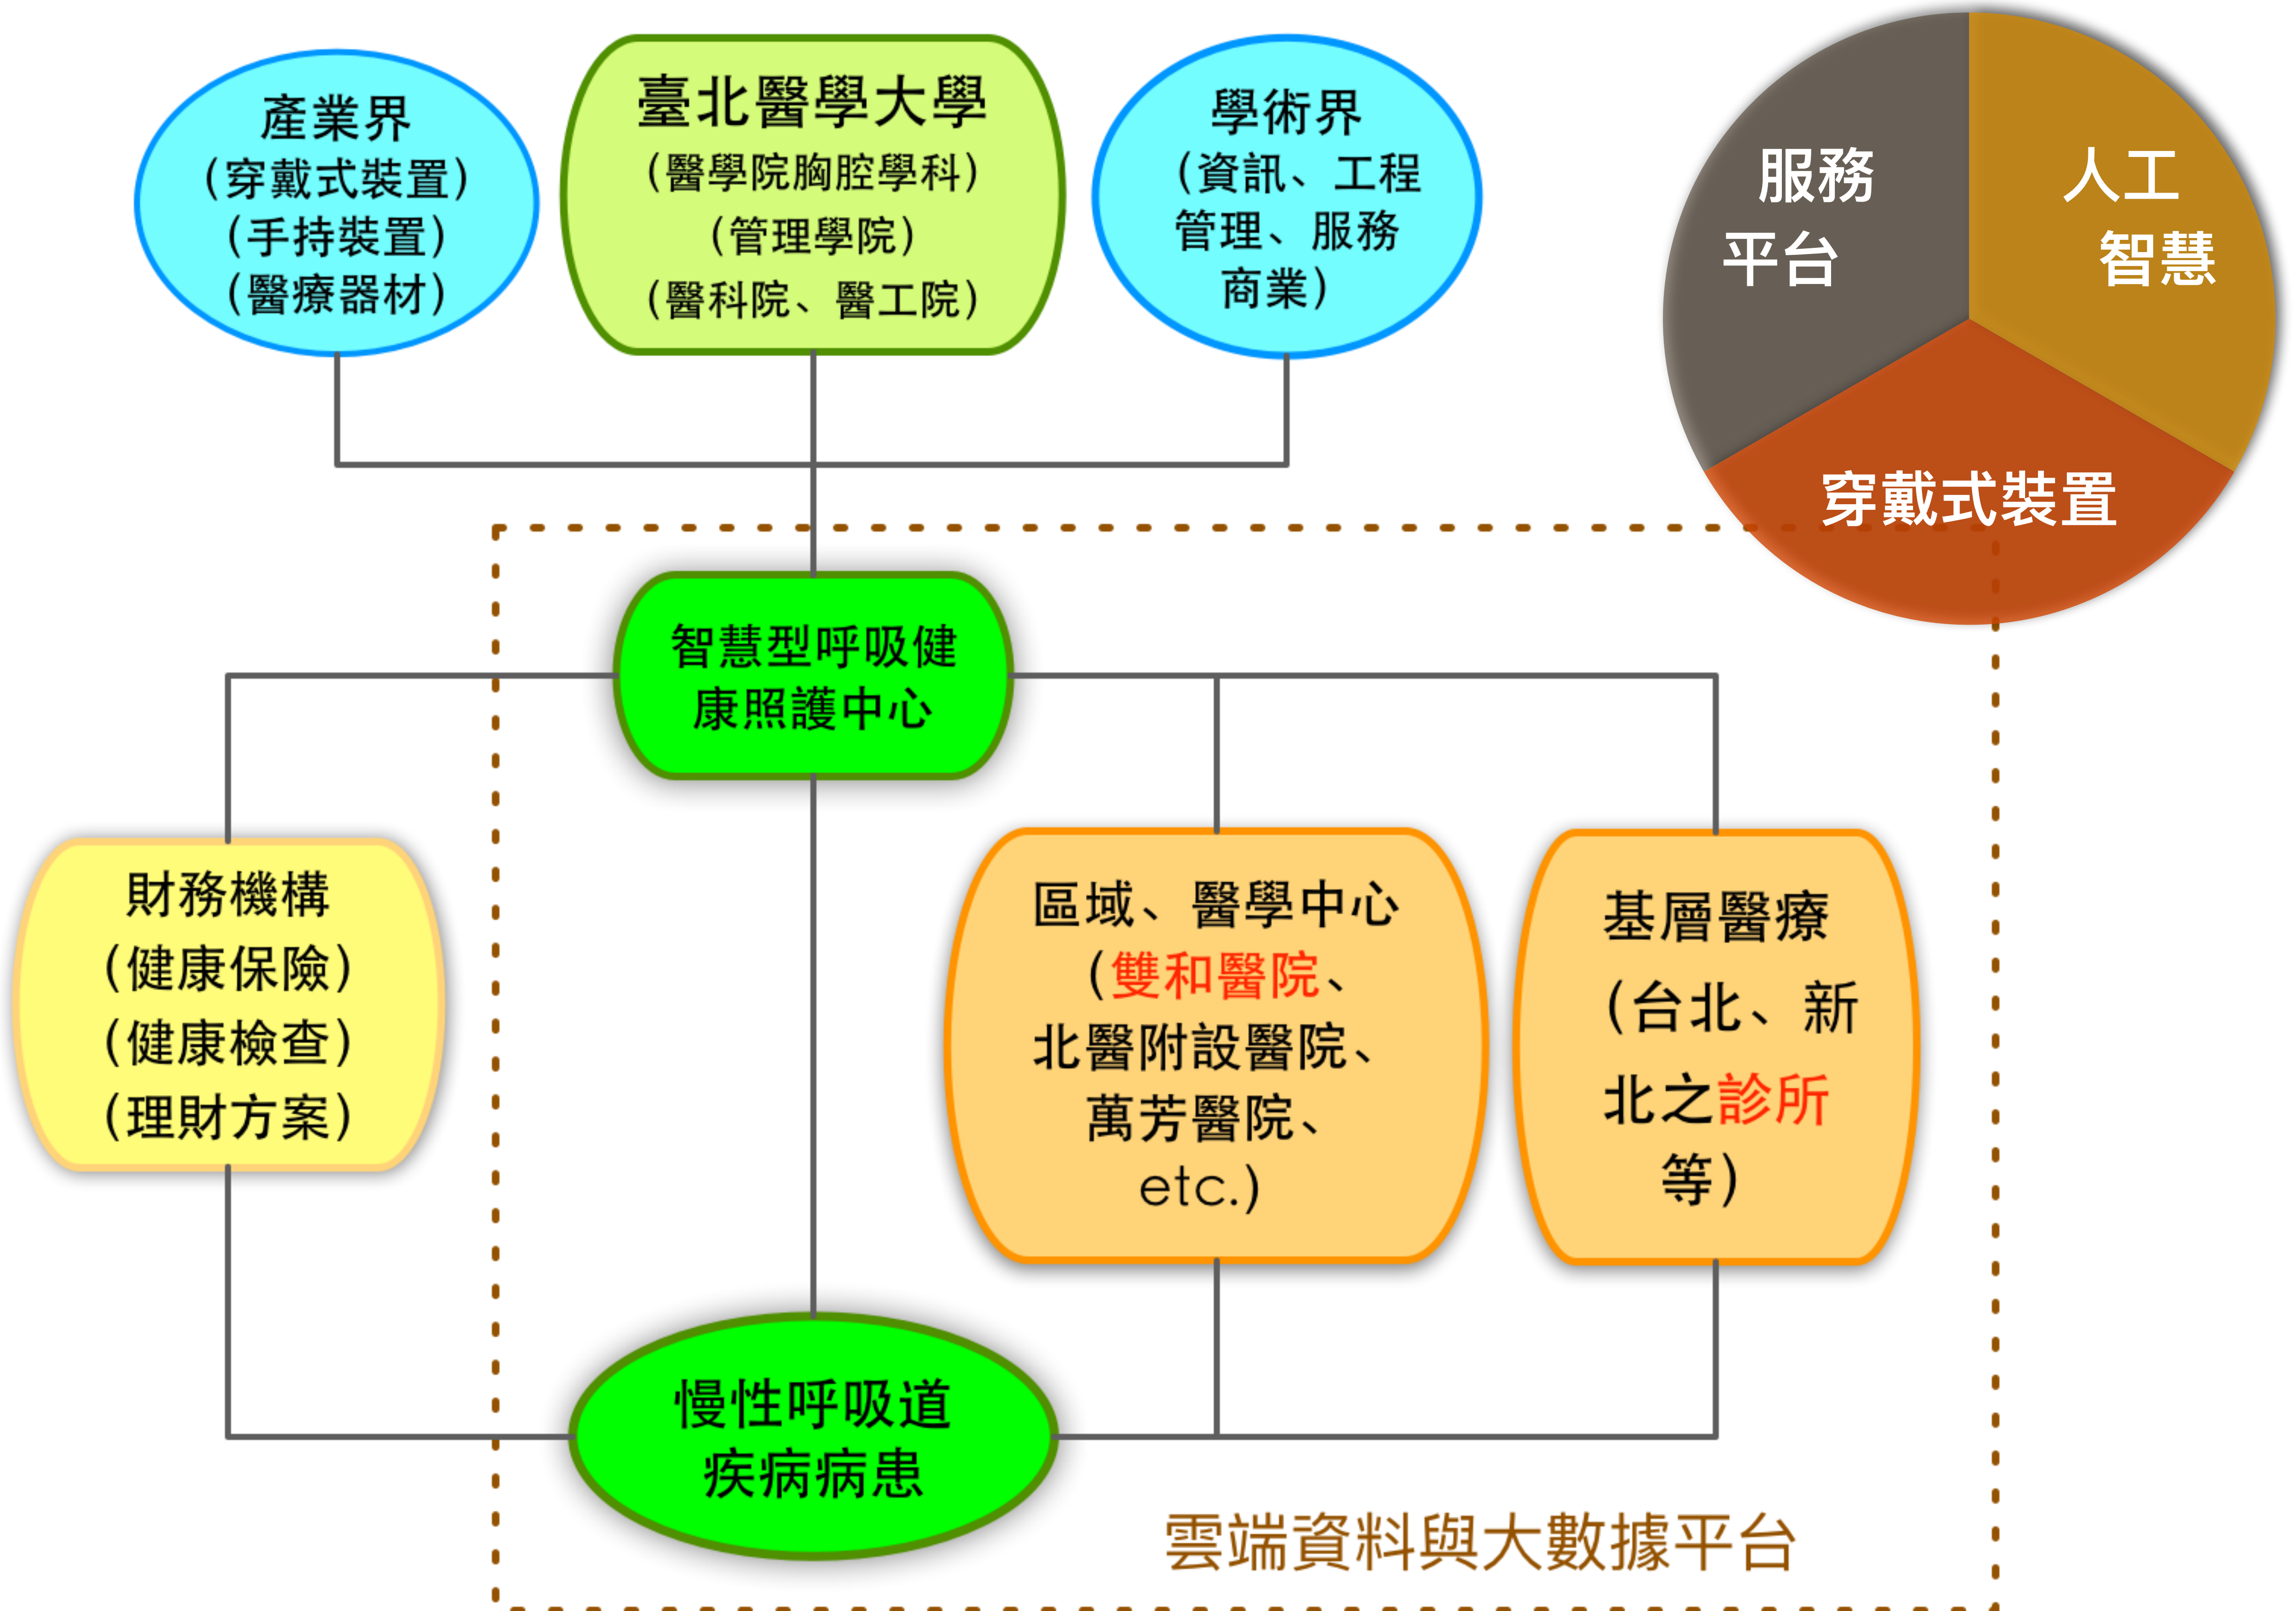 產業界
(穿戴式裝置)
(手持裝置)
(醫療器材)
臺北醫學大學
(醫學院胸腔學科)
(管理學院)
(醫科院、醫工院)
學術界
(資訊、工程
管理、服務
商業)
服務
平台
人工
智慧
穿戴式裝置
智慧型呼吸健
康照護中心
財務機構
(健康保險)
(健康檢查)
(理財方案)
區域、醫學中心
(雙和醫院、
北醫附設醫院、
萬芳醫院、
etc.)
基層醫療
(台北、新
北之診所
等)
慢性呼吸道
疾病病患
雲端資料與大數據平台